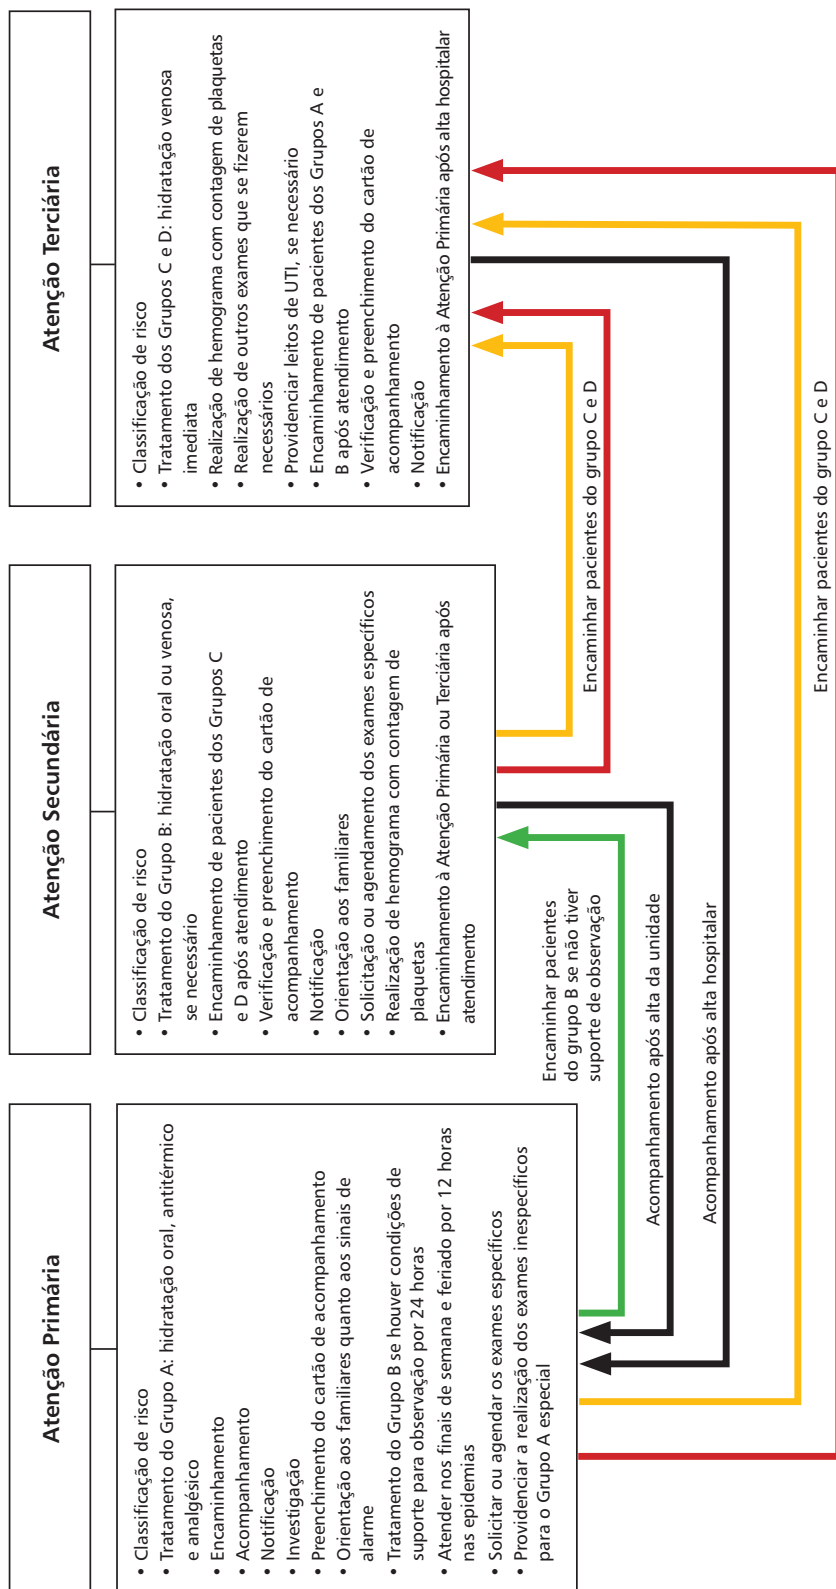 Atenção Primária
• Classificação de risco
• Tratamento do Grupo A: hidratação oral, antitérmico
e analgésico
• Encaminhamento
• Acompanhamento
• Notificação
• Investigação
• Preenchimento do cartão de acompanhamento
• Orientação aos familiares quanto aos sinais de
alarme
• Tratamento do Grupo B se houver condições de
suporte para observação por 24 horas
• Atender nos finais de semana e feriado por 12 horas
nas epidemias
• Solicitar ou agendar os exames específicos
• Providenciar a realização dos exames inespecíficos
para o Grupo A especial
Atenção Secundária
• Classificação de risco
• Tratamento do Grupo B: hidratação oral ou venosa,
se necessário
• Encaminhamento de pacientes dos Grupos C
e D após atendimento
• Verificação e preenchimento do cartão de
acompanhamento
• Notificação
• Orientação aos familiares
• Solicitação ou agendamento dos exames específicos
• Realização de hemograma com contagem de
plaquetas
• Encaminhamento à Atenção Primária ou Terciária após
atendimento
Atenção Terciária
• Classificação de risco
• Tratamento dos Grupos C e D: hidratação venosa
imediata
• Realização de hemograma com contagem de plaquetas
• Realização de outros exames que se fizerem
necessários
• Providenciar leitos de UTI, se necessário
• Encaminhamento de pacientes dos Grupos A e
B após atendimento
• Verificação e preenchimento do cartão de
acompanhamento
• Notificação
• Encaminhamento à Atenção Primária após alta hospitalar
Encaminhar pacientes
do grupo B se não tiver
suporte de observação
Encaminhar pacientes do grupo C e D
Acompanhamento após alta da unidade
Acompanhamento após alta hospitalar
Encaminhar pacientes do grupo C e D